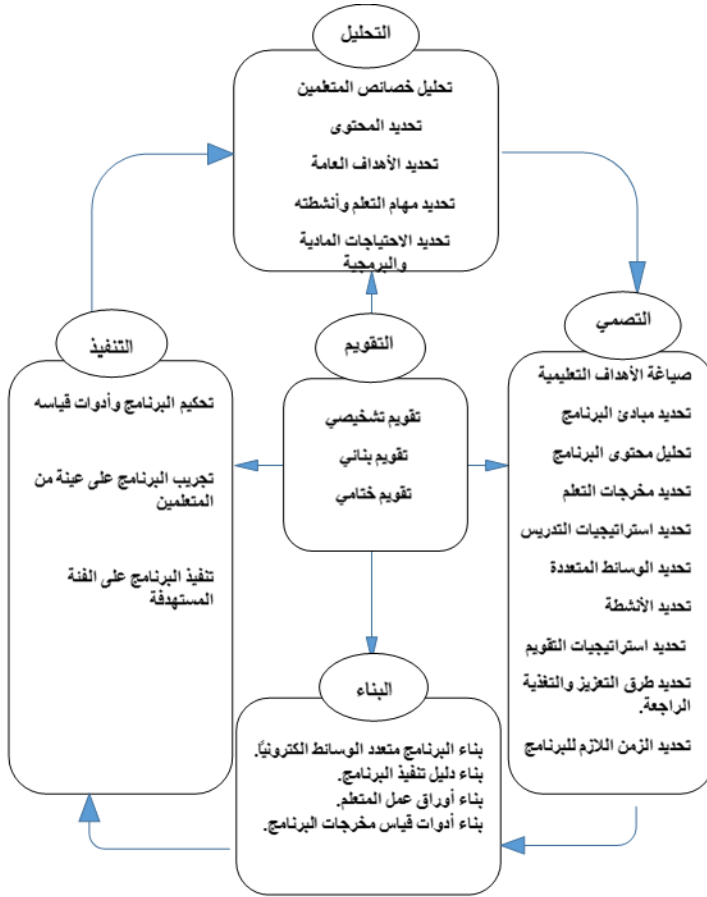 التحليل
تحليل خصائص المتعلمين
تحديد المحتوى
تحديد الأهداف العامة
تحديد مهام التعلم وأنشطته
تحديد الاحتياجات المادية
والبرمجية
التصمي
صياغة الأهداف التعليمية
تحديد مبادئ البرنامج
تحليل محتوى البرنامج
تحديد مخرجات التعلم
تحديد استراتيجيات التدريس
تحديد الوسائط المتعددة
تحديد الأنشطة
تحديد استراتيجيات التقويم
تحديد طرق التعزيز والتغذية
الراجعة.
تحديد الزمن اللازم للبرنامج
التقويم
تقويم تشخيصي
تقويم بنائي
تقويم ختامي
التنفيذ
تحكيم البرنامج وأدوات قياسه
تجريب البرنامج على عينة من
المتعلمين
تنفيذ البرنامج على الفئة
المستهدفة
البناء
بناء البرنامج متعدد الوسائط الكترونيًا.
بناء دليل تنفيذ البرنامج.
بناء أوراق عمل المتعلم.
بناء أدوات قياس مخرجات البرنامج.